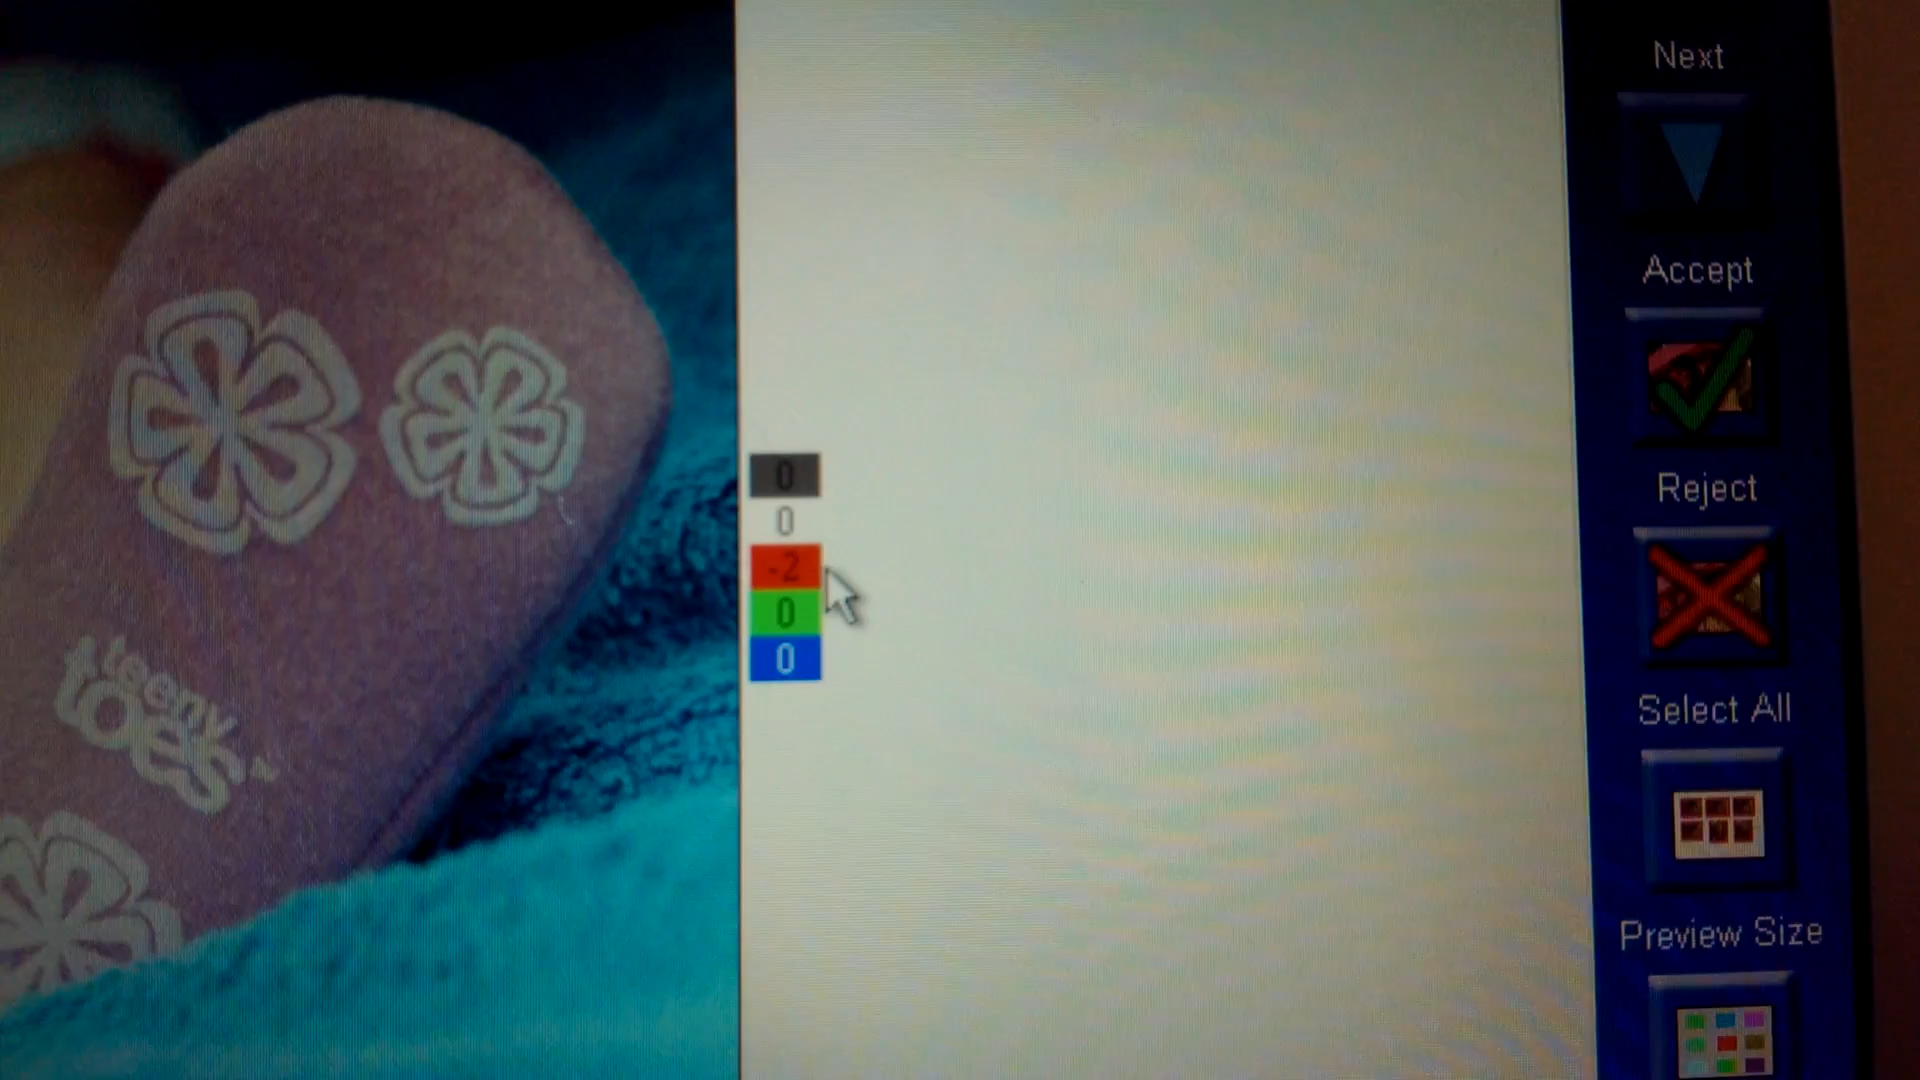 teeny
toes
0
0
-2
0
0
Next
Accept
Reject
Select All
Preview Size